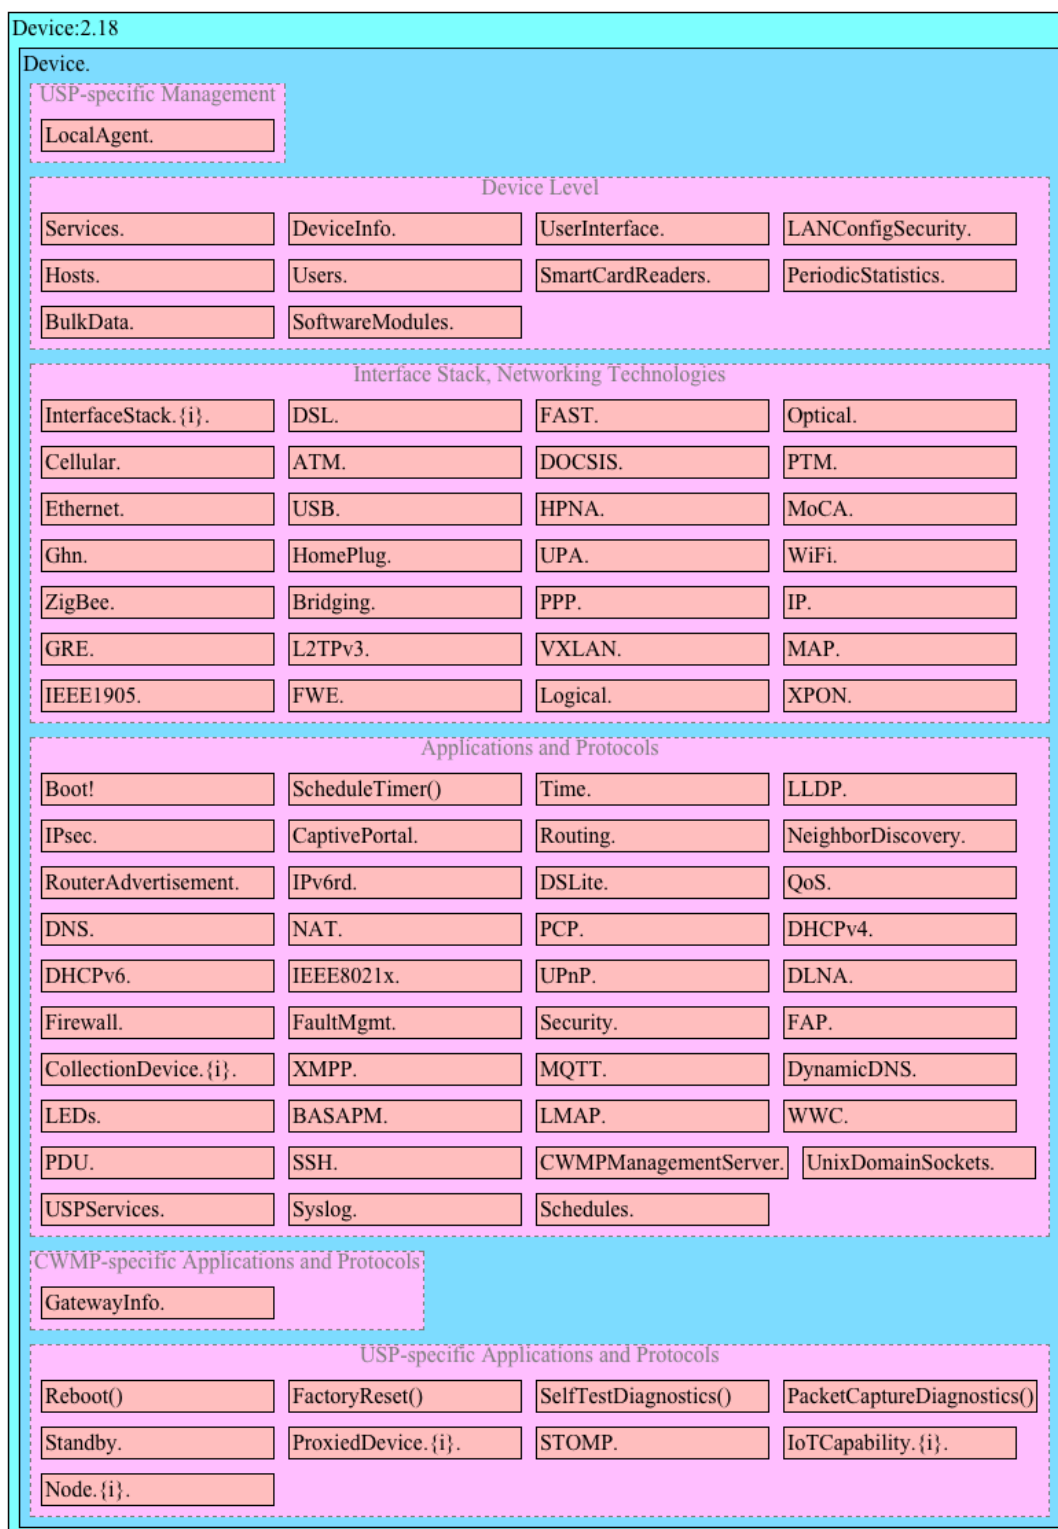 Device:2.18
Device.
USP-specific Management
LocalAgent.
Device Level
Services. DeviceInfo. UserInterface. LANConfigSecurity.
Hosts. Users. SmartCardReaders. PeriodicStatistics.
BulkData. SoftwareModules.
Interface Stack, Networking Technologies
InterfaceStack.{i}. DSL. FAST. Optical.
Cellular. ATM. DOCSIS. PTM.
Ethernet. USB. HPNA. MoCA.
Ghn. HomePlug. UPA. WiFi.
ZigBee. Bridging. PPP. IP.
GRE. L2TPv3. VXLAN. MAP.
IEEE1905. FWE. Logical. XPON.
Applications and Protocols
Boot! ScheduleTimer() Time. LLDP.
IPsec. CaptivePortal. Routing. NeighborDiscovery.
RouterAdvertisement. IPv6rd. DSLite. QoS.
DNS. NAT. PCP. DHCPv4.
DHCPv6. IEEE8021x. UPnP. DLNA.
Firewall. FaultMgmt. Security. FAP.
CollectionDevice.{i}. XMPP. MQTT. DynamicDNS.
LEDs. BASAPM. LMAP. WWC.
PDU. SSH. CWMPManagementServer. UnixDomainSockets.
USPServices. Syslog. Schedules.
CWMP-specific Applications and Protocols
GatewayInfo.
USP-specific Applications and Protocols
Reboot() FactoryReset() SelfTestDiagnostics() PacketCaptureDiagnostics()
Standby. ProxiedDevice.{i}. STOMP. IoTCapability.{i}.
Node.{i}.